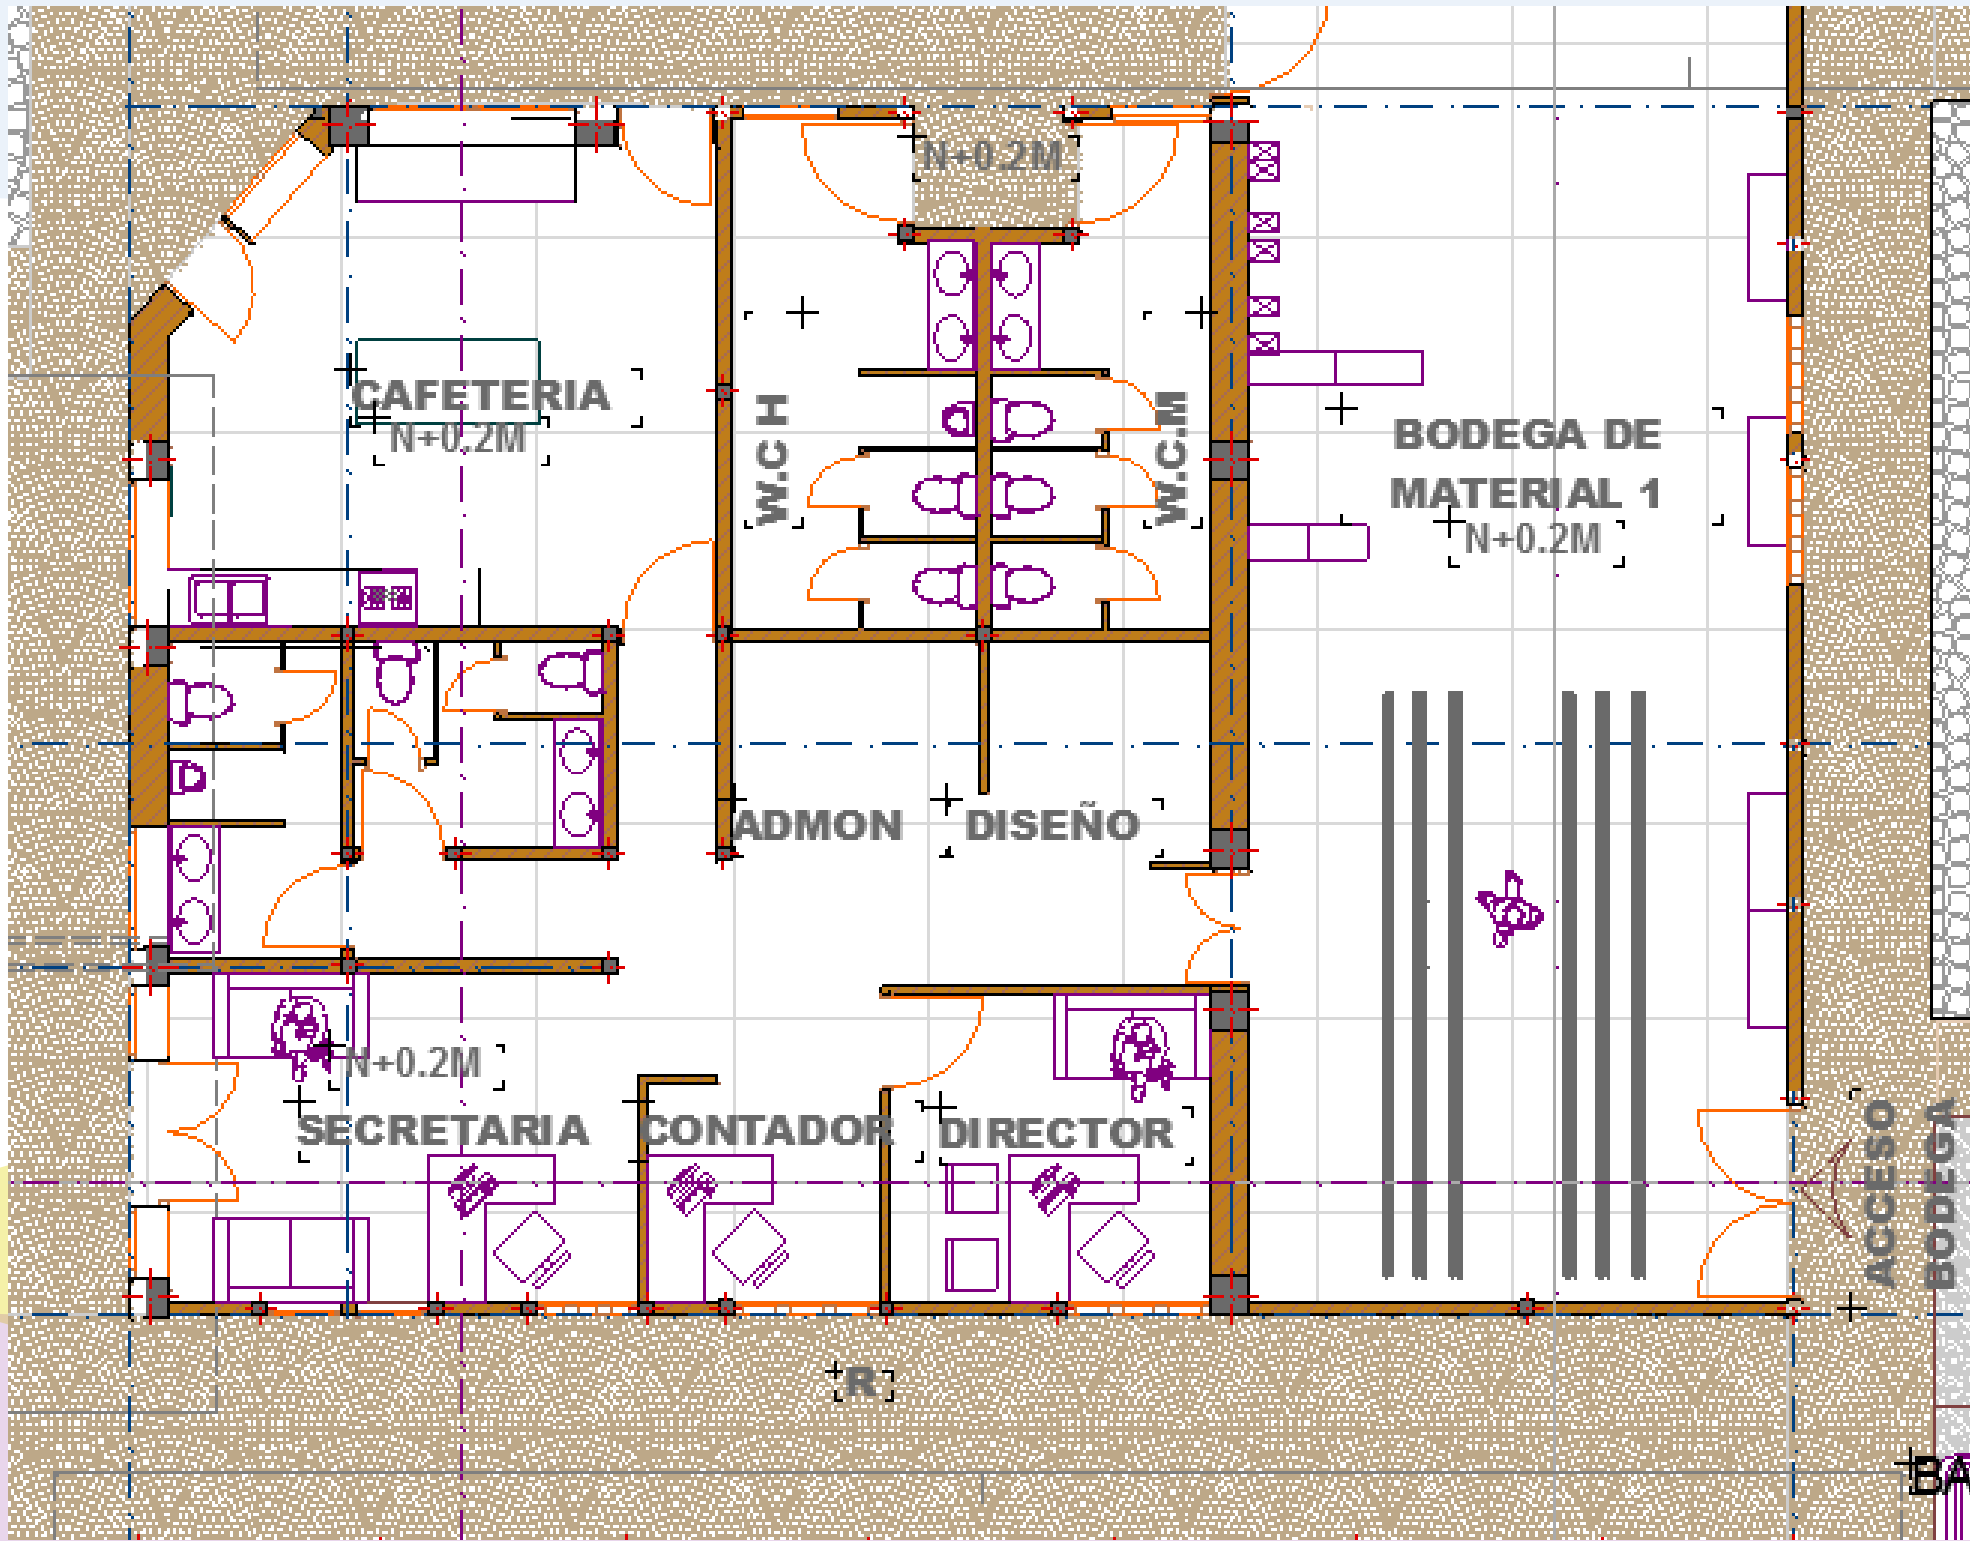 N+0.2M
CAFETERIA
N+0.2M
W.C H
W.C.M
BODEGA DE
MATERIAL 1
N+0.2M
ADMON
DISEÑO
N+0.2M
SECRETARIA
CONTADOR
DIRECTOR
ACCESO
BODEGA
R
BA